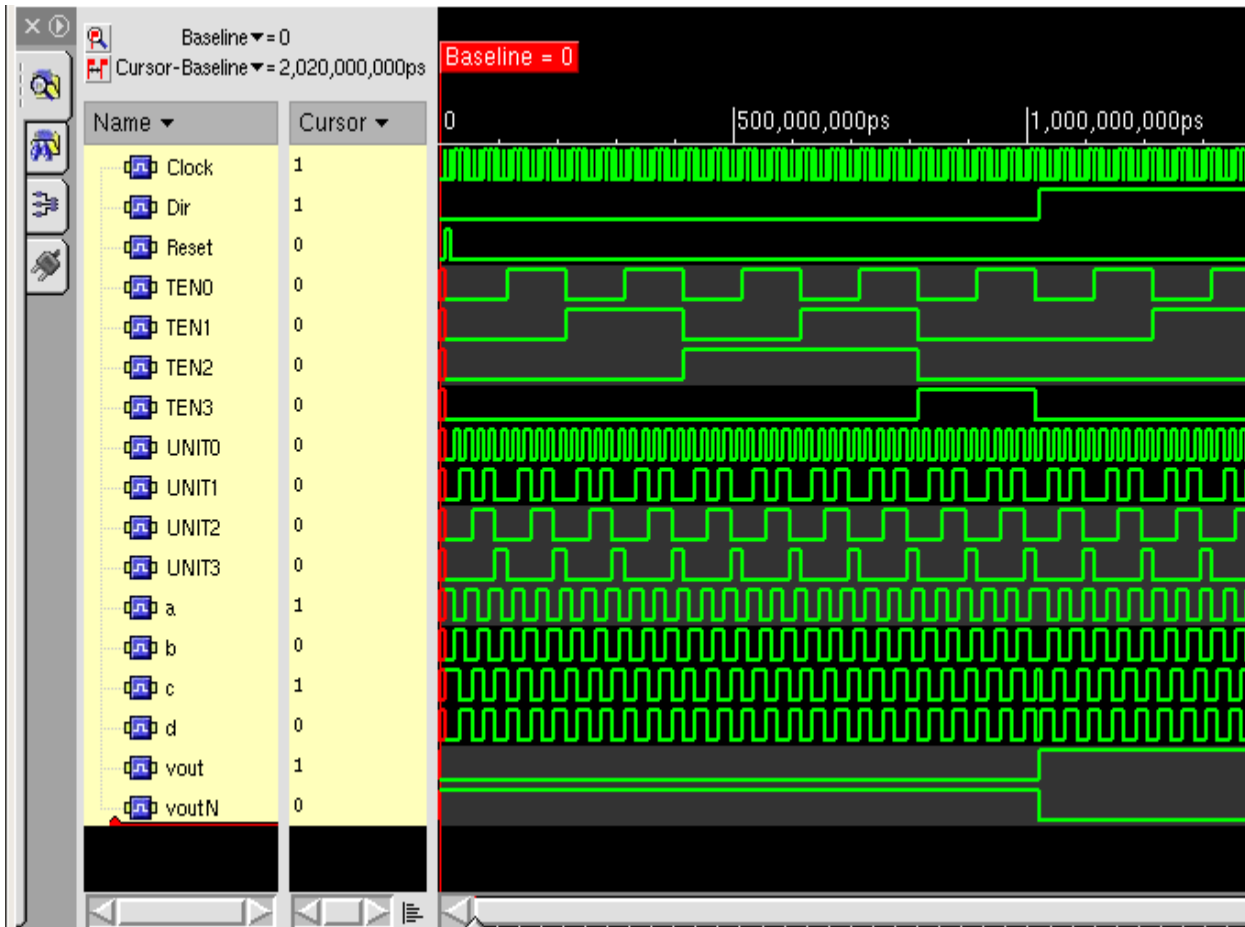 Baseline▼= 0
Cursor-Baseline▼= 2,020,000,000ps
Baseline = 0
Name ▼ Cursor ▼
0 500,000,000ps 1,000,000,000ps
Clock 1
Dir 1
Reset 0
TEN0 0
TEN1 0
TEN2 0
TEN3 0
UNIT0 0
UNIT1 0
UNIT2 0
UNIT3 0
a 1
b 0
c 1
d 0
vout 1
voutN 0